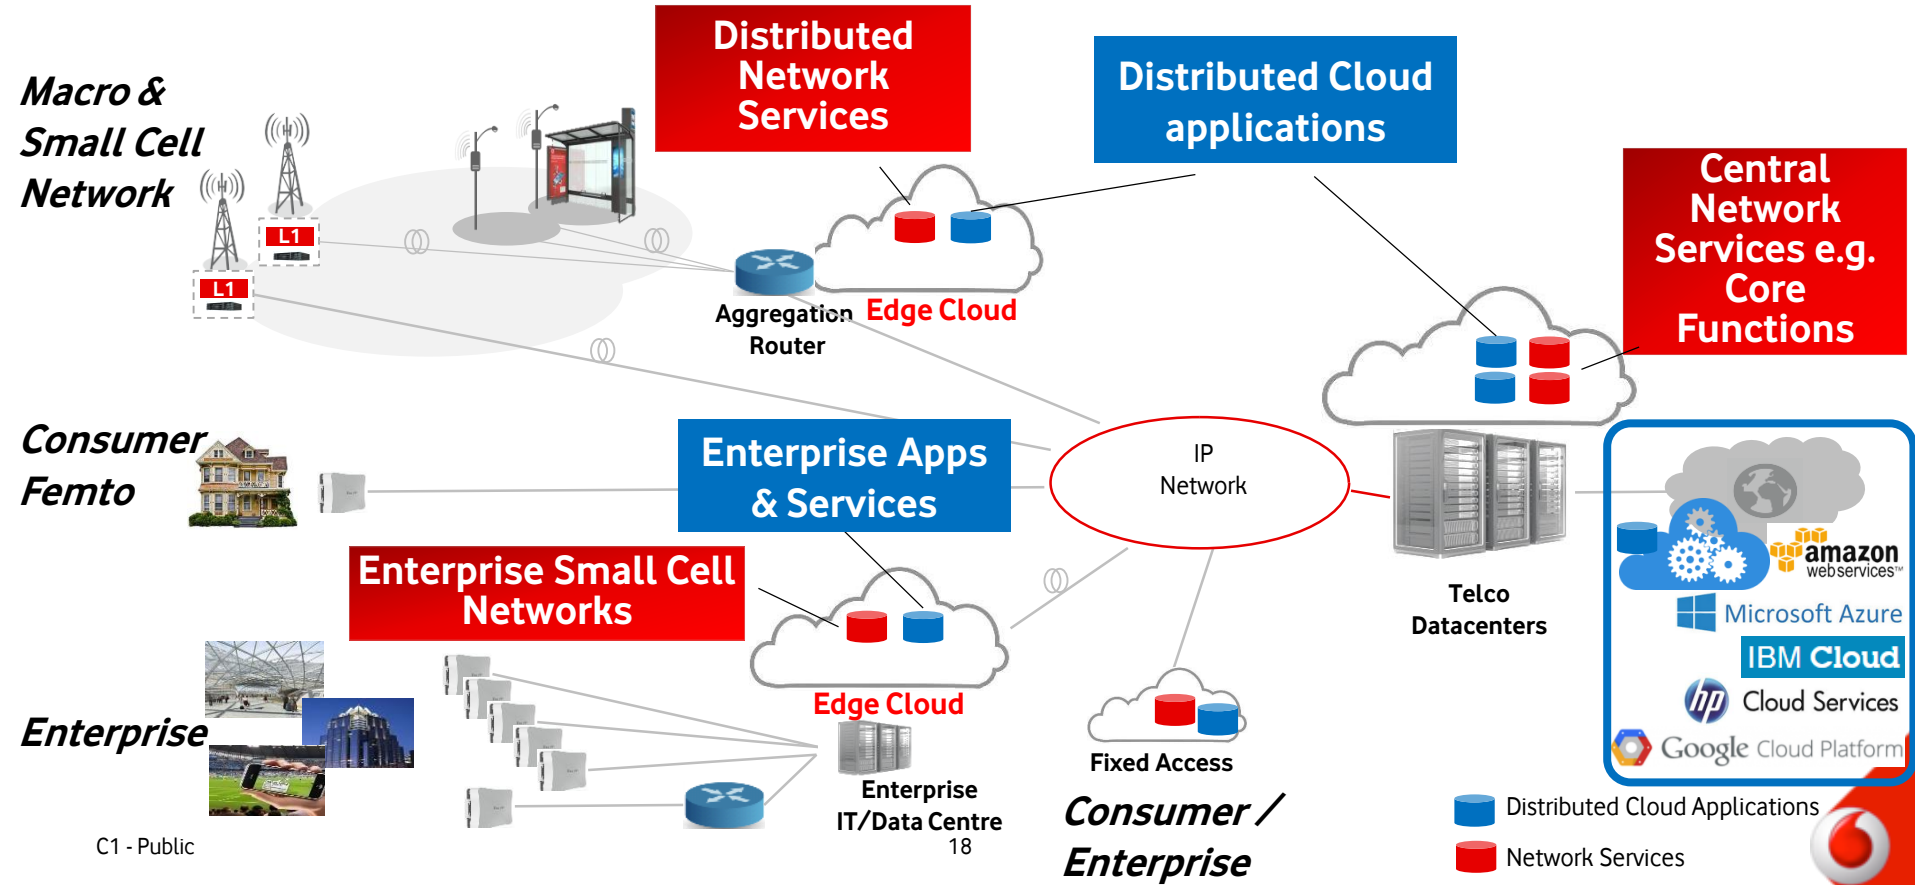 Distributed
Network
Services
Distributed Cloud
applications
Macro &
Small Cell
Network
Central
Network
Services e.g.
Core
Functions
L1
L1
Aggregation
Router
Edge Cloud
Consumer
Femto
Enterprise Apps
& Services
IP
Network
Enterprise Small Cell
Networks
Telco
Datacenters
amazon
webservices™
Microsoft Azure
IBM Cloud
hp Cloud Services
Google Cloud Platform
Enterprise
Edge Cloud
Enterprise
IT/Data Centre
Fixed Access
Consumer /
Enterprise
Distributed Cloud Applications
Network Services
C1 - Public
18